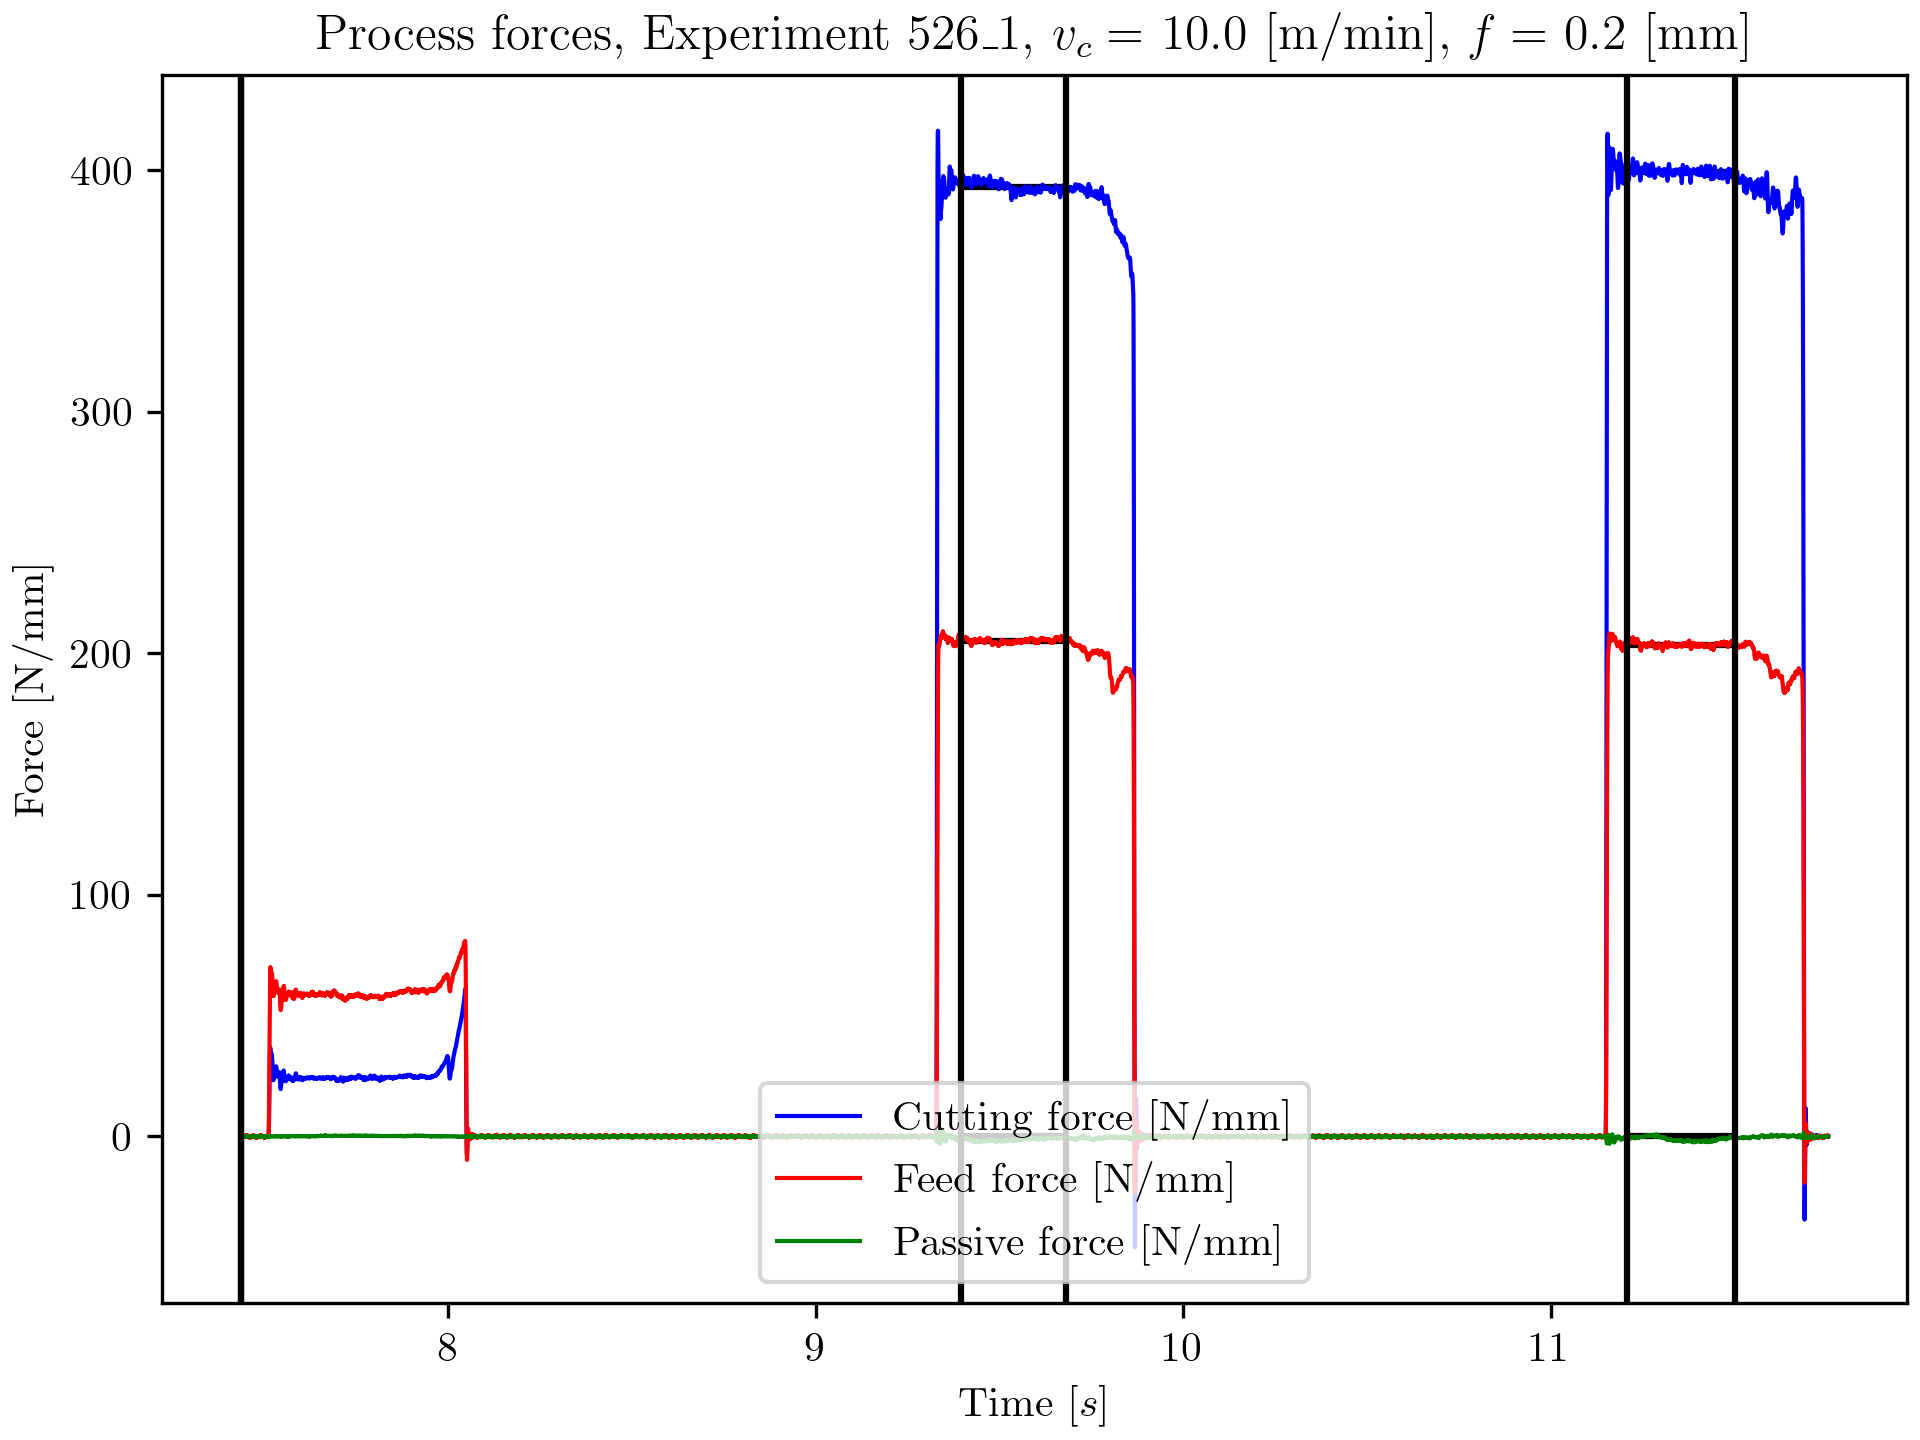 Process forces, Experiment 526_1, v_c = 10.0 [m/min], f = 0.2 [mm]
400
300
200
100
0
Force [N/mm]
Cutting force [N/mm]
Feed force [N/mm]
Passive force [N/mm]
8 9 10 11
Time [s]